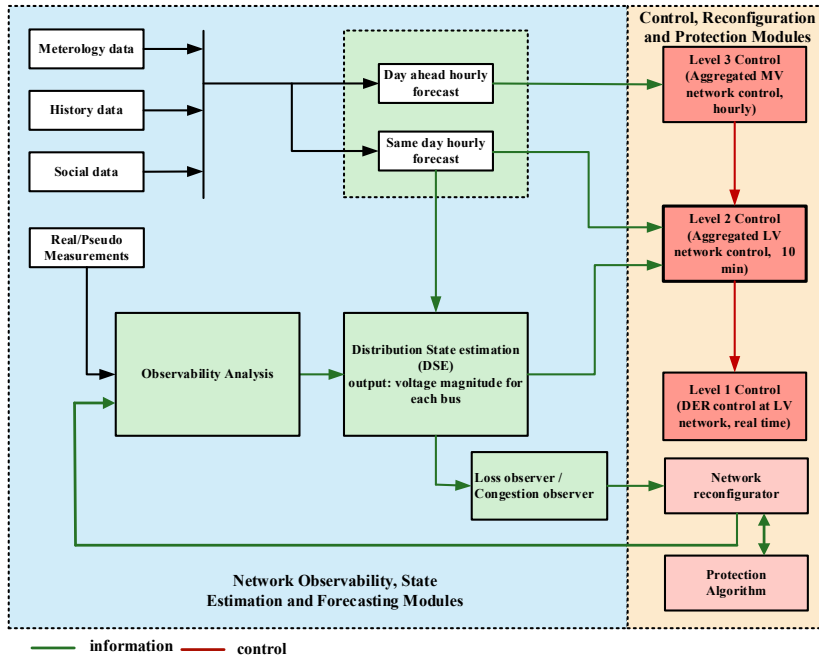 Control, Reconfiguration
and Protection Modules
Meterology data
History data
Social data
Day ahead hourly
forecast
Same day hourly
forecast
Level 3 Control
(Aggregated MV
network control,
hourly)
Real/Pseudo
Measurements
Level 2 Control
(Aggregated LV
network control, 10
min)
Observability Analysis
Distribution State estimation
(DSE)
output: voltage magnitude for
each bus
Level 1 Control
(DER control at LV
network, real time)
Loss observer /
Congestion observer
Network
reconfigurator
Protection
Algorithm
Network Observability, State
Estimation and Forecasting Modules
information
control